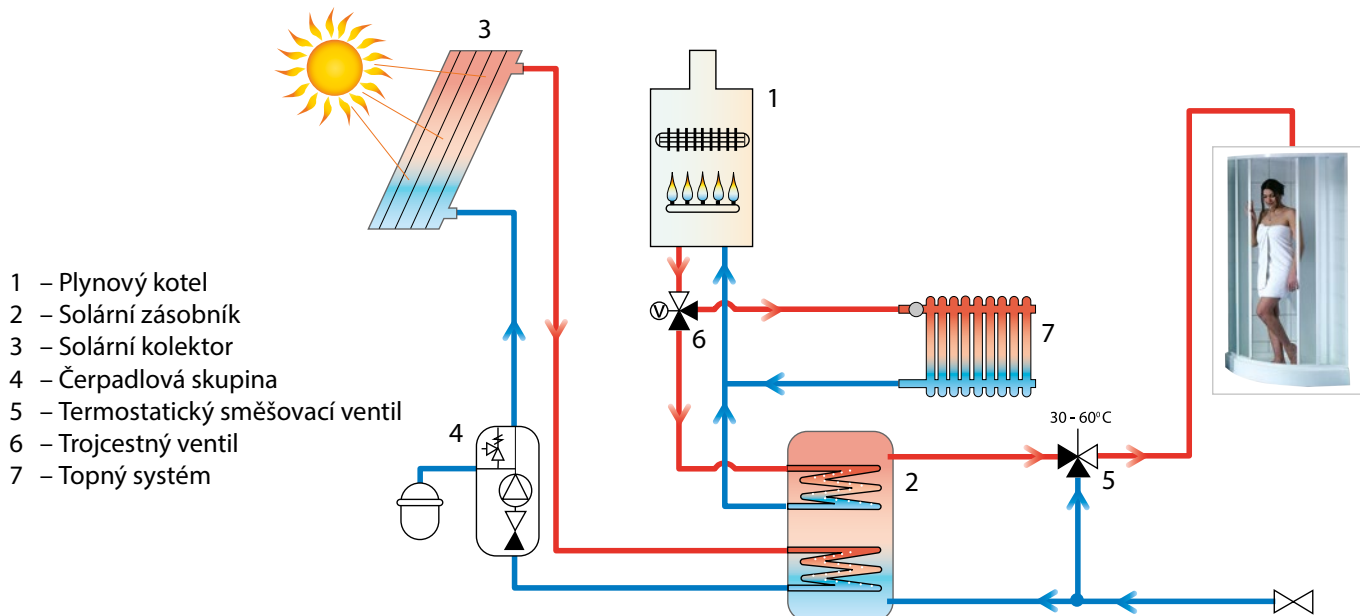 3
1
1 – Plynový kotel
2 – Solární zásobník
3 – Solární kolektor
4 – Čerpadlová skupina
5 – Termostatický směšovací ventil
6 – Trojcestný ventil
7 – Topný systém
V
6
7
4
30 - 60°C
2
5